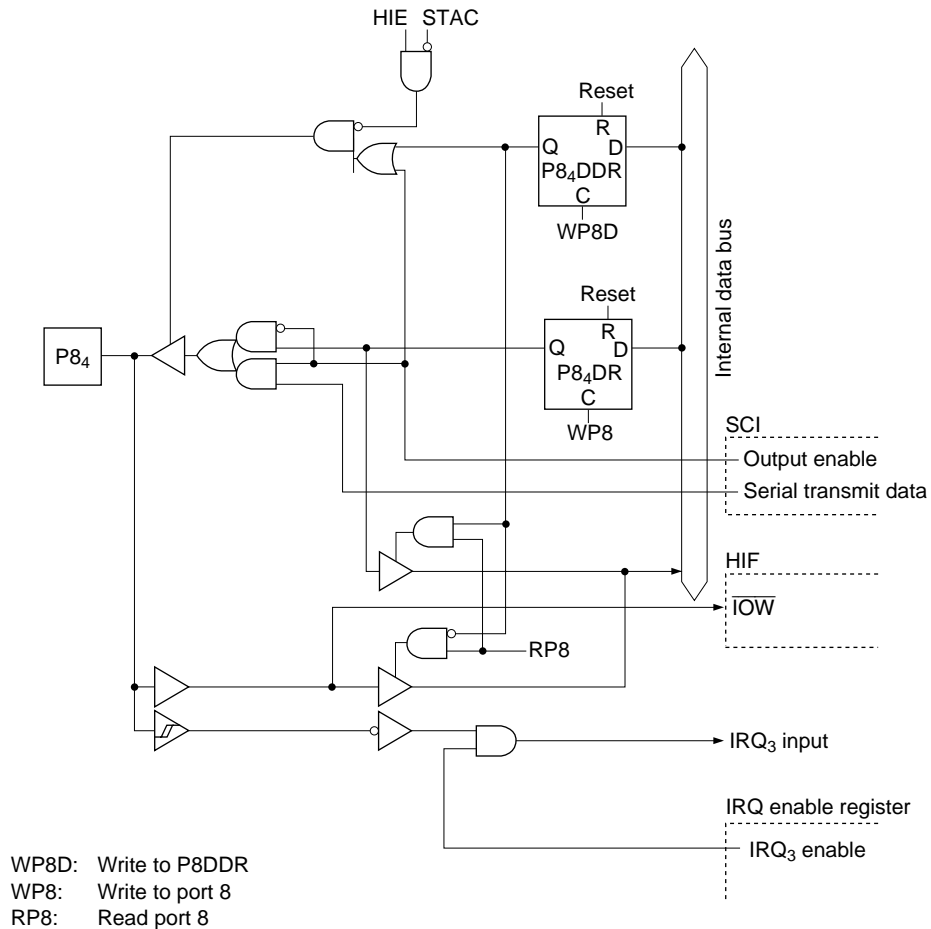 HIE STAC
Reset
R
Q D
P8₄DDR
C
WP8D
Internal data bus
Reset
R
P8₄ Q D
P8₄DR
C
WP8
SCI
Output enable
Serial transmit data
HIF
IOW
RP8
IRQ₃ input
IRQ enable register
IRQ₃ enable
WP8D: Write to P8DDR
WP8: Write to port 8
RP8: Read port 8